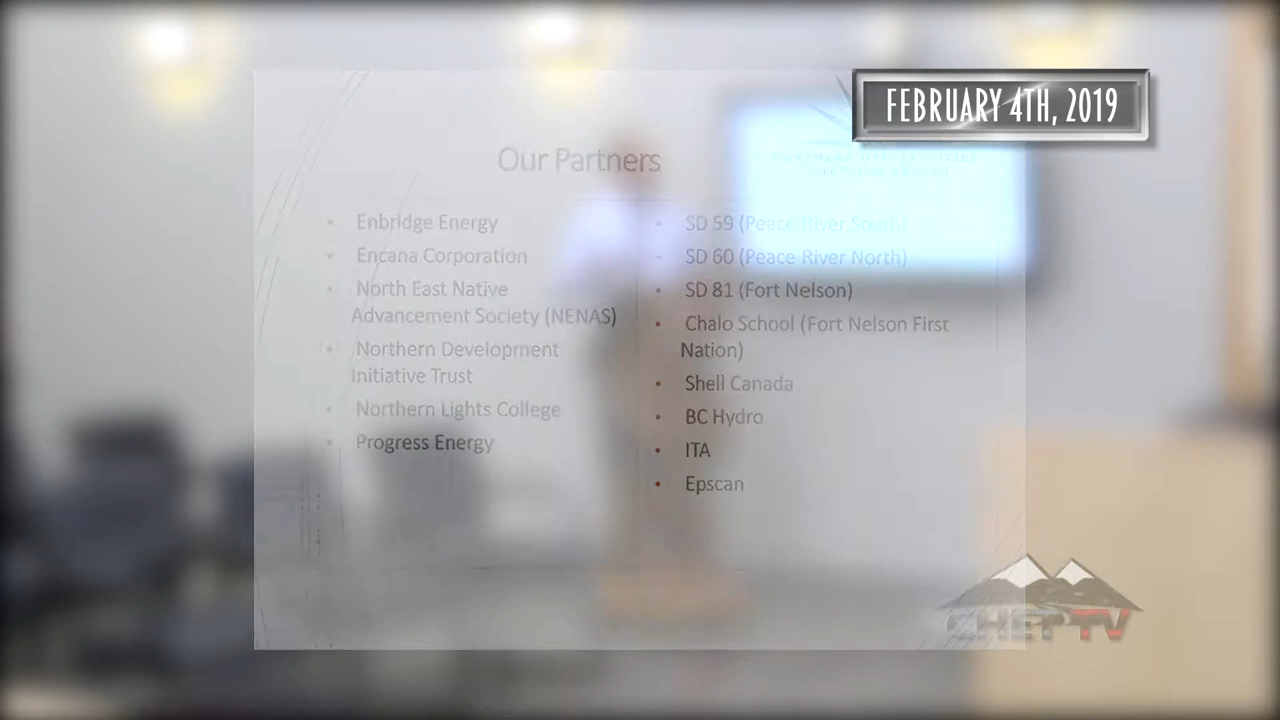 FEBRUARY 4TH, 2019
Our Partners
• Enbridge Energy
• Encana Corporation
• North East Native
Advancement Society (NENAS)
• Northern Development
Initiative Trust
• Northern Lights College
• Progress Energy
• SD 59 (Peace River South)
• SD 60 (Peace River North)
• SD 81 (Fort Nelson)
• Chalo School (Fort Nelson First
Nation)
• Shell Canada
• BC Hydro
• ITA
• Epscan
CHET TV